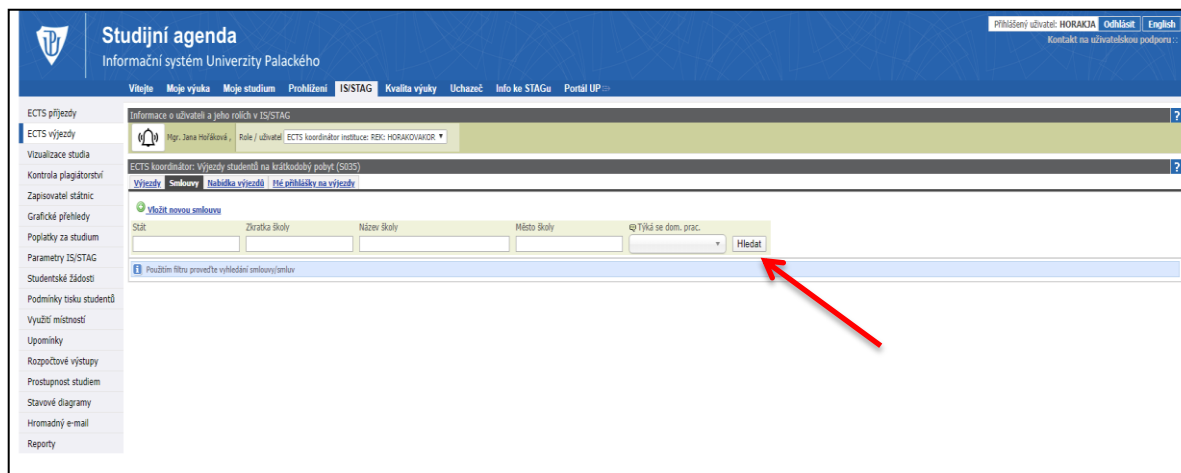 Studijní agenda
Informační systém Univerzity Palackého
Přihlášený uživatel: HORAKJA Odhlásit English
Kontakt na uživatelskou podporu
Vítejte Moje výuka Moje studium Prohlížení IS/STAG Kvalita výuky Uchazeč Info ke STAGu Portál UP
ECTS příjezdy
ECTS výjezdy
Vizualizace studia
Kontrola plagiátorství
Zapisovatel státnic
Grafické přehledy
Poplatky za studium
Parametry IS/STAG
Studentské žádosti
Podmínky tisku studentů
Využití místností
Upomínky
Rozpočtové výstupy
Prostupnost studiem
Stavové diagramy
Hromadný e-mail
Reporty
Informace o uživateli a jeho rolích v IS/STAG ?
Mgr. Jana Hořáková , Role / uživatel ECTS koordinátor instituce: REK: HORAKOVAKOR
ECTS koordinátor: Výjezdy studentů na krátkodobý pobyt (S035) ?
Výjezdy Smlouvy Nabídka výjezdů Mé přihlášky na výjezdy
Vložit novou smlouvu
Stát Zkratka školy Název školy Město školy Týká se dom. prac.
Hledat
Použitím filtru proveďte vyhledání smlouvy/smluv